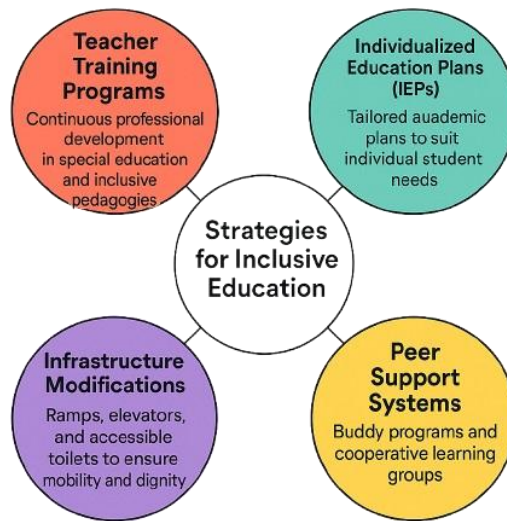 Teacher
Training
Programs
Continuous professional
development
in special education
and inclusive
pedagogies
Individualized
Education Plans
(IEPs)
Tailored auademic
plans to suit
individual student
needs
Strategies
for Inclusive
Education
Infrastructure
Modifications
Ramps, elevators,
and accessible
toilets to ensure
mobility and dignity
Peer
Support
Systems
Buddy programs and
cooperative learning
groups